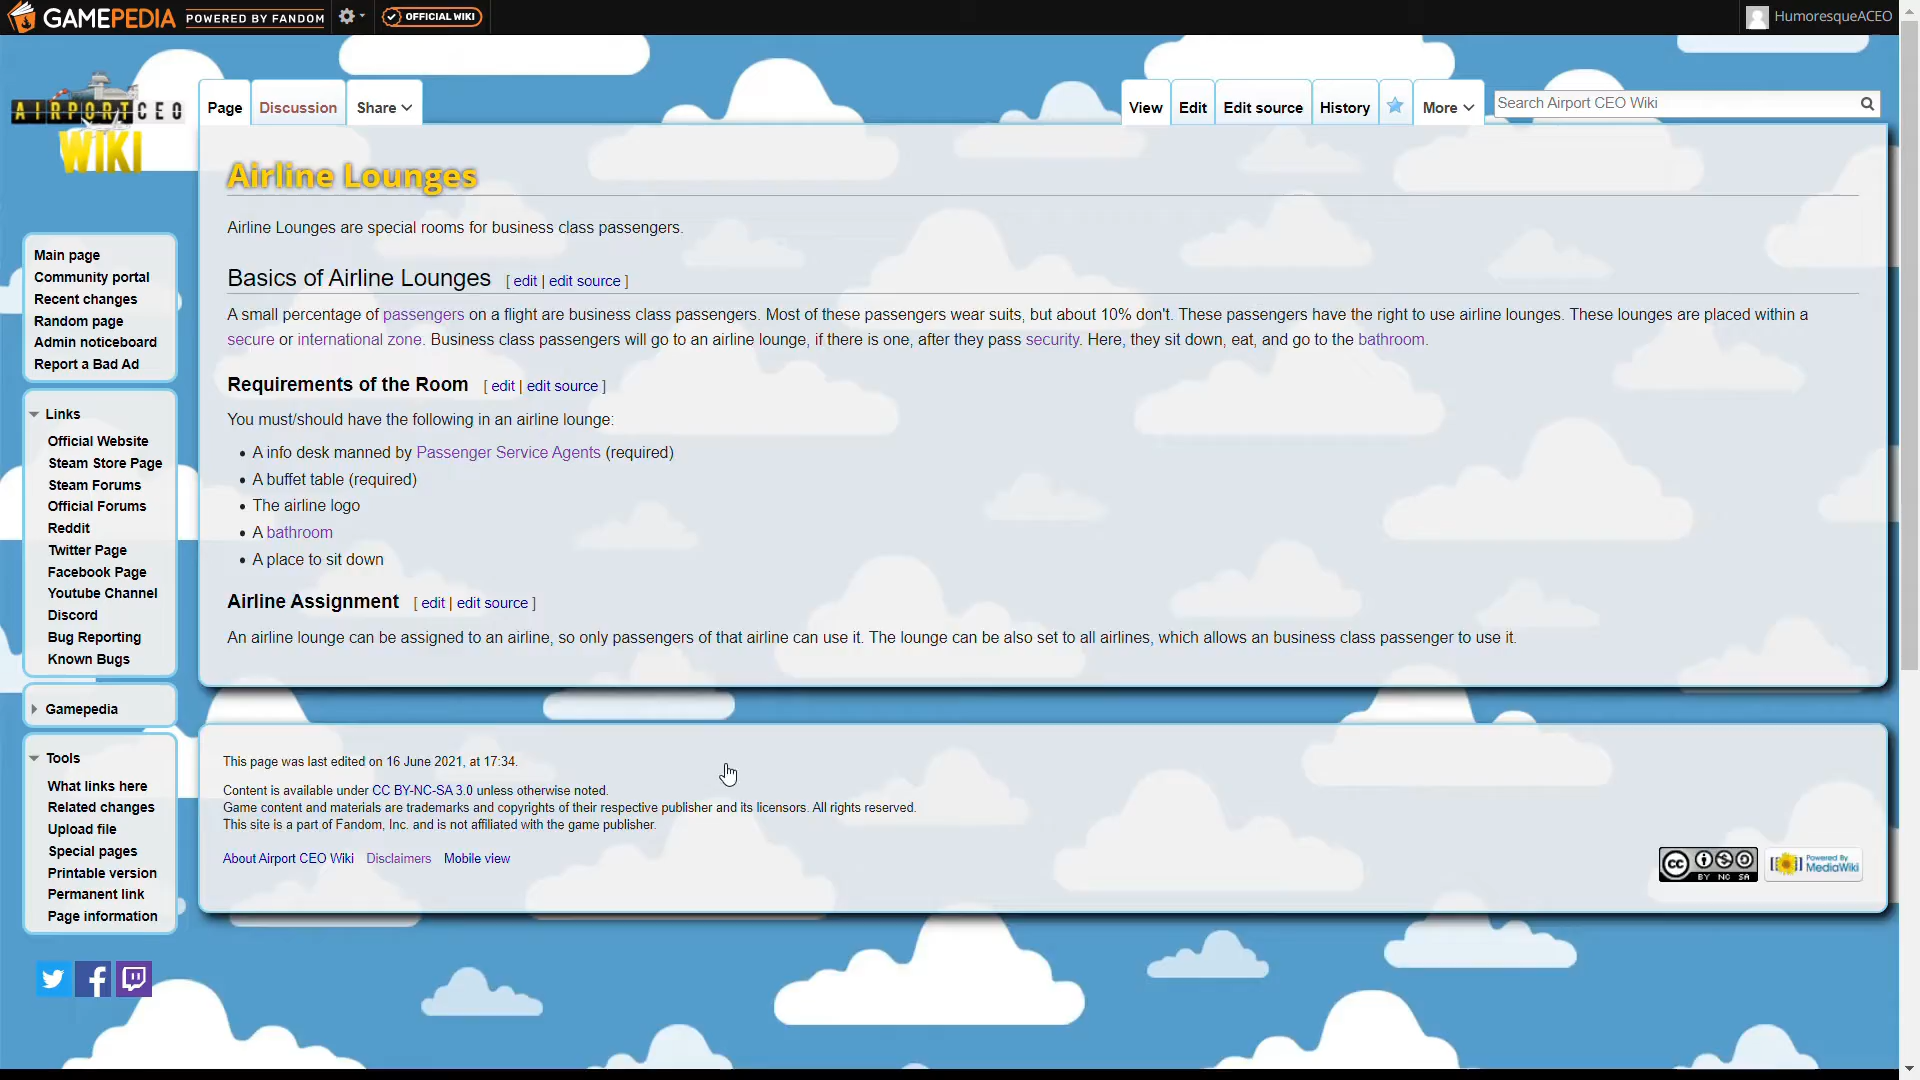 GAMEPEDIA POWERED BY FANDOM OFFICIAL WIKI HumoresqueACEO
AIRPORTCEO
WIKI
Page Discussion Share View Edit Edit source History More Search Airport CEO Wiki
Airline Lounges
Airline Lounges are special rooms for business class passengers.
Basics of Airline Lounges [ edit | edit source ]
A small percentage of passengers on a flight are business class passengers. Most of these passengers wear suits, but about 10% don't. These passengers have the right to use airline lounges. These lounges are placed within a
secure or international zone. Business class passengers will go to an airline lounge, if there is one, after they pass security. Here, they sit down, eat, and go to the bathroom.
Requirements of the Room [ edit | edit source ]
You must/should have the following in an airline lounge:
• A info desk manned by Passenger Service Agents (required)
• A buffet table (required)
• The airline logo
• A bathroom
• A place to sit down
Airline Assignment [ edit | edit source ]
An airline lounge can be assigned to an airline, so only passengers of that airline can use it. The lounge can be also set to all airlines, which allows an business class passenger to use it.
Main page
Community portal
Recent changes
Random page
Admin noticeboard
Report a Bad Ad
Links
Official Website
Steam Store Page
Steam Forums
Official Forums
Reddit
Twitter Page
Facebook Page
Youtube Channel
Discord
Bug Reporting
Known Bugs
Gamepedia
Tools
What links here
Related changes
Upload file
Special pages
Printable version
Permanent link
Page information
This page was last edited on 16 June 2021, at 17:34.
Content is available under CC BY-NC-SA 3.0 unless otherwise noted.
Game content and materials are trademarks and copyrights of their respective publisher and its licensors. All rights reserved.
This site is a part of Fandom, Inc. and is not affiliated with the game publisher.
About Airport CEO Wiki Disclaimers Mobile view
CC BY NC SA
Powered By
MediaWiki